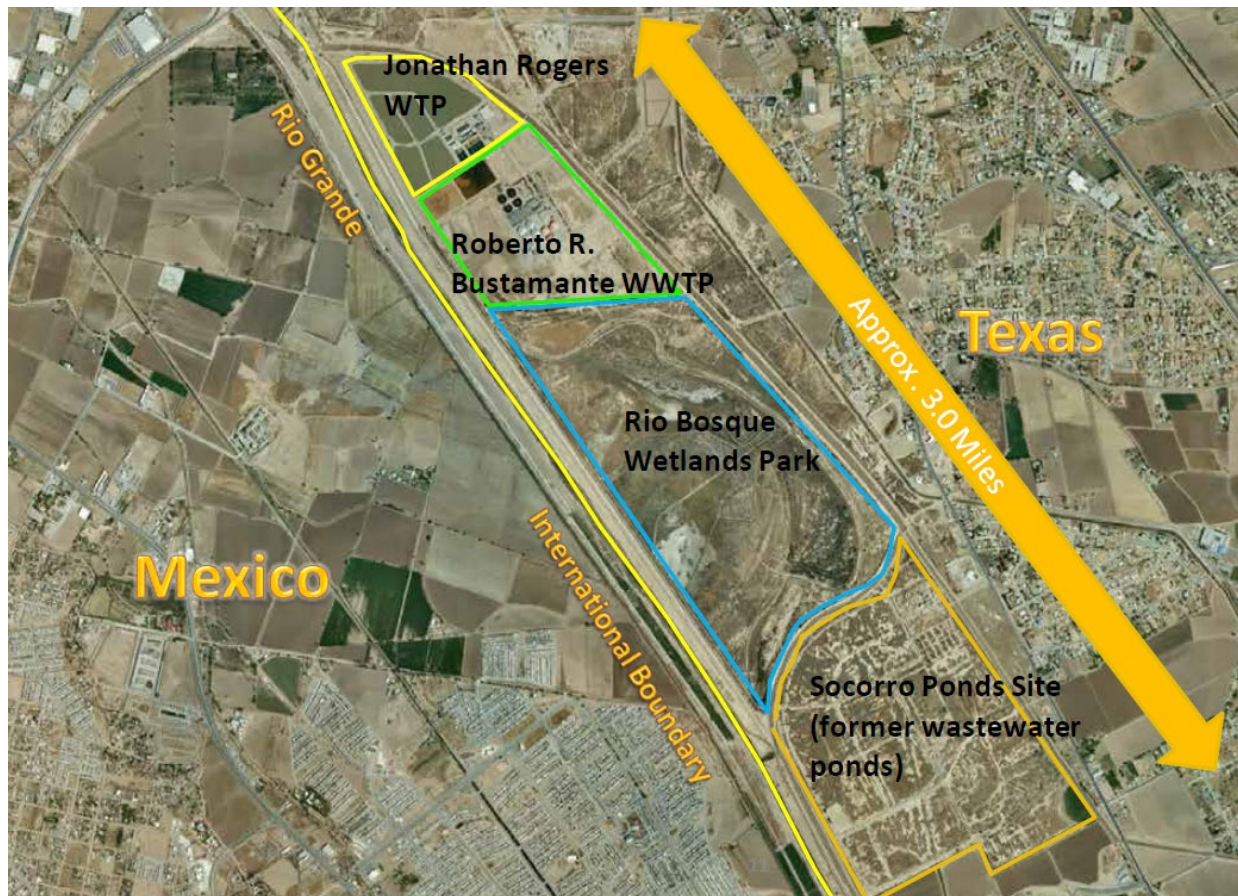 Jonathan Rogers
WTP
Rio Grande
Roberto R.
Bustamante WWTP
Approx . 3.0 Miles
Texas
Rio Bosque
Wetlands Park
Mexico
International Boundary
Socorro Ponds Site
(former wastewater
ponds)